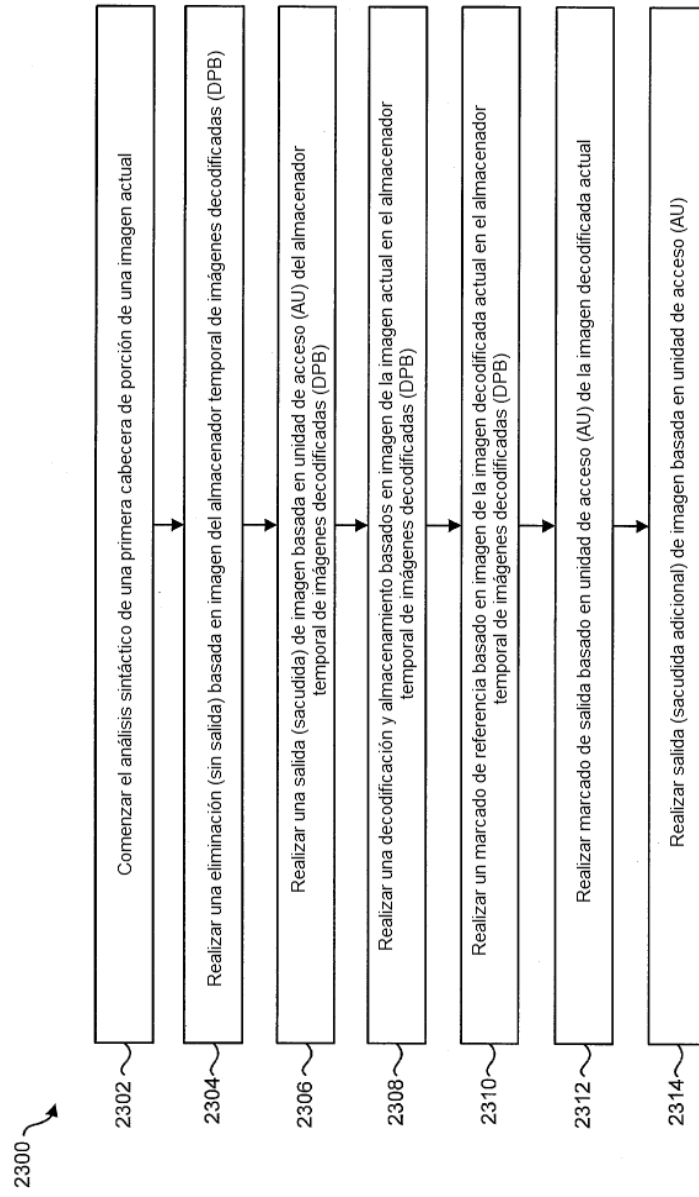 2300
2302
Comenzar el análisis sintáctico de una primera cabecera de porción de una imagen actual
2304
Realizar una eliminación (sin salida) basada en imagen del almacenador temporal de imágenes decodificadas (DPB)
2306
Realizar una salida (sacudida) de imagen basada en unidad de acceso (AU) del almacenador
temporal de imágenes decodificadas (DPB)
2308
Realizar una decodificación y almacenamiento basados en imagen de la imagen actual en el almacenador
temporal de imágenes decodificadas (DPB)
2310
Realizar un marcado de referencia basado en imagen de la imagen decodificada actual en el almacenador
temporal de imágenes decodificadas (DPB)
2312
Realizar marcado de salida basado en unidad de acceso (AU) de la imagen decodificada actual
2314
Realizar salida (sacudida adicional) de imagen basada en unidad de acceso (AU)